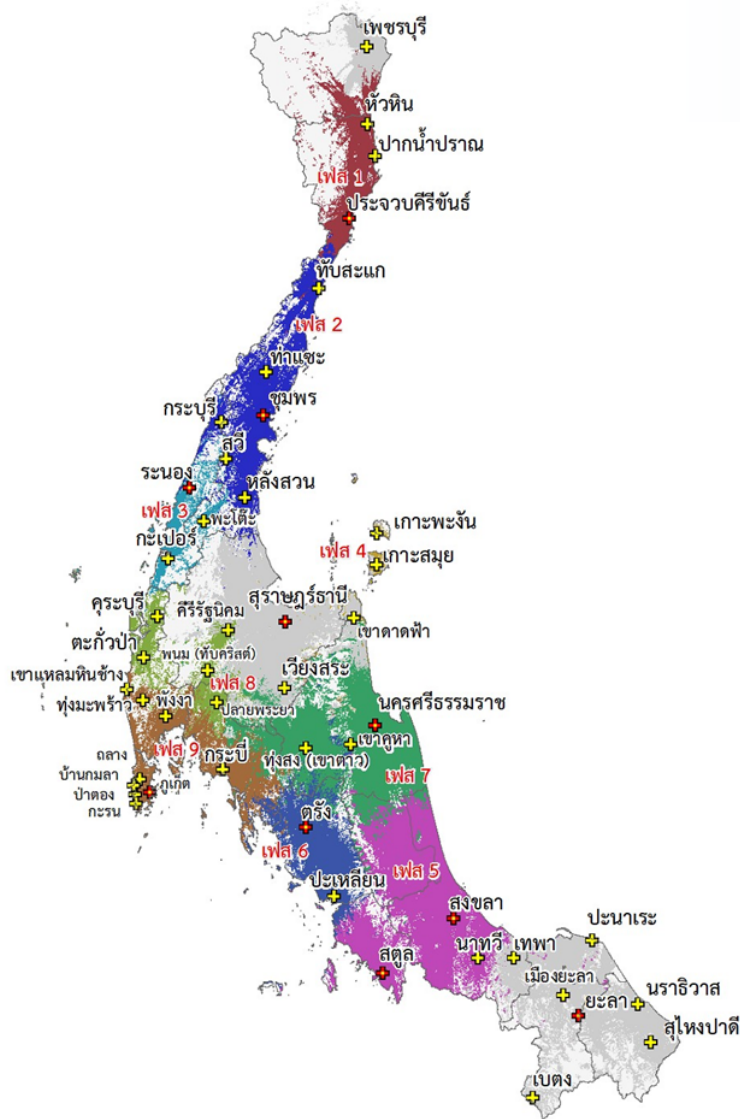 เพชรบุรี
หัวหิน
ปากน้ำปราณ
เฟส 1
ประจวบคีรีขันธ์
ทับสะแก
เฟส 2
ท่าแซะ
ชุมพร
กระบุรี
สวี
ระนอง
หลังสวน
เฟส 3
พะโต๊ะ
เกาะพะงัน
เฟส 4
เกาะสมุย
กะเปอร์
คุระบุรี
คีรีรัฐนิคม
สุราษฎร์ธานี
เขาดาดฟ้า
ตะกั่วป่า
พนม (ทับคริสต์)
เวียงสระ
เขาแหลมหินช้าง
เฟส 8
ทุ่งมะพร้าว
พังงา
ปลายพระยา
นครศรีธรรมราช
เขาคูหา
เฟส 9
กระบี่
ทุ่งสง (เขาดาว)
เฟส 7
ถลาง
บ้านกมลา
ภูเก็ต
ป่าตอง
กะรน
ตรัง
เฟส 6
เฟส 5
ปะเหลียน
สงขลา
ปะนาเระ
สตูล
นาทวี
เทพา
เมืองยะลา
ยะลา
นราธิวาส
สุไหงปาดี
เบตง